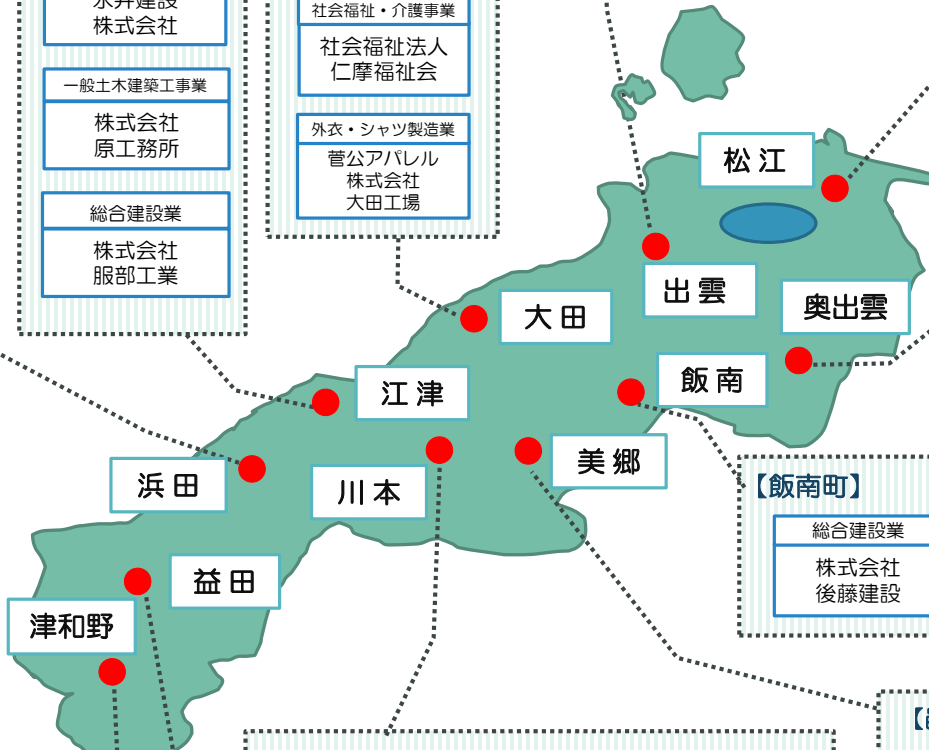 永井建設
株式会社
一般土木建築工事業
株式会社
原工務所
総合建設業
株式会社
服部工業
社会福祉・介護事業
社会福祉法人
仁摩福祉会
外衣・シャツ製造業
菅公アパレル
株式会社
大田工場
松江
出雲
奥出雲
大田
飯南
江津
美郷
川本
浜田
益田
津和野
【飯南町】
総合建設業
株式会社
後藤建設